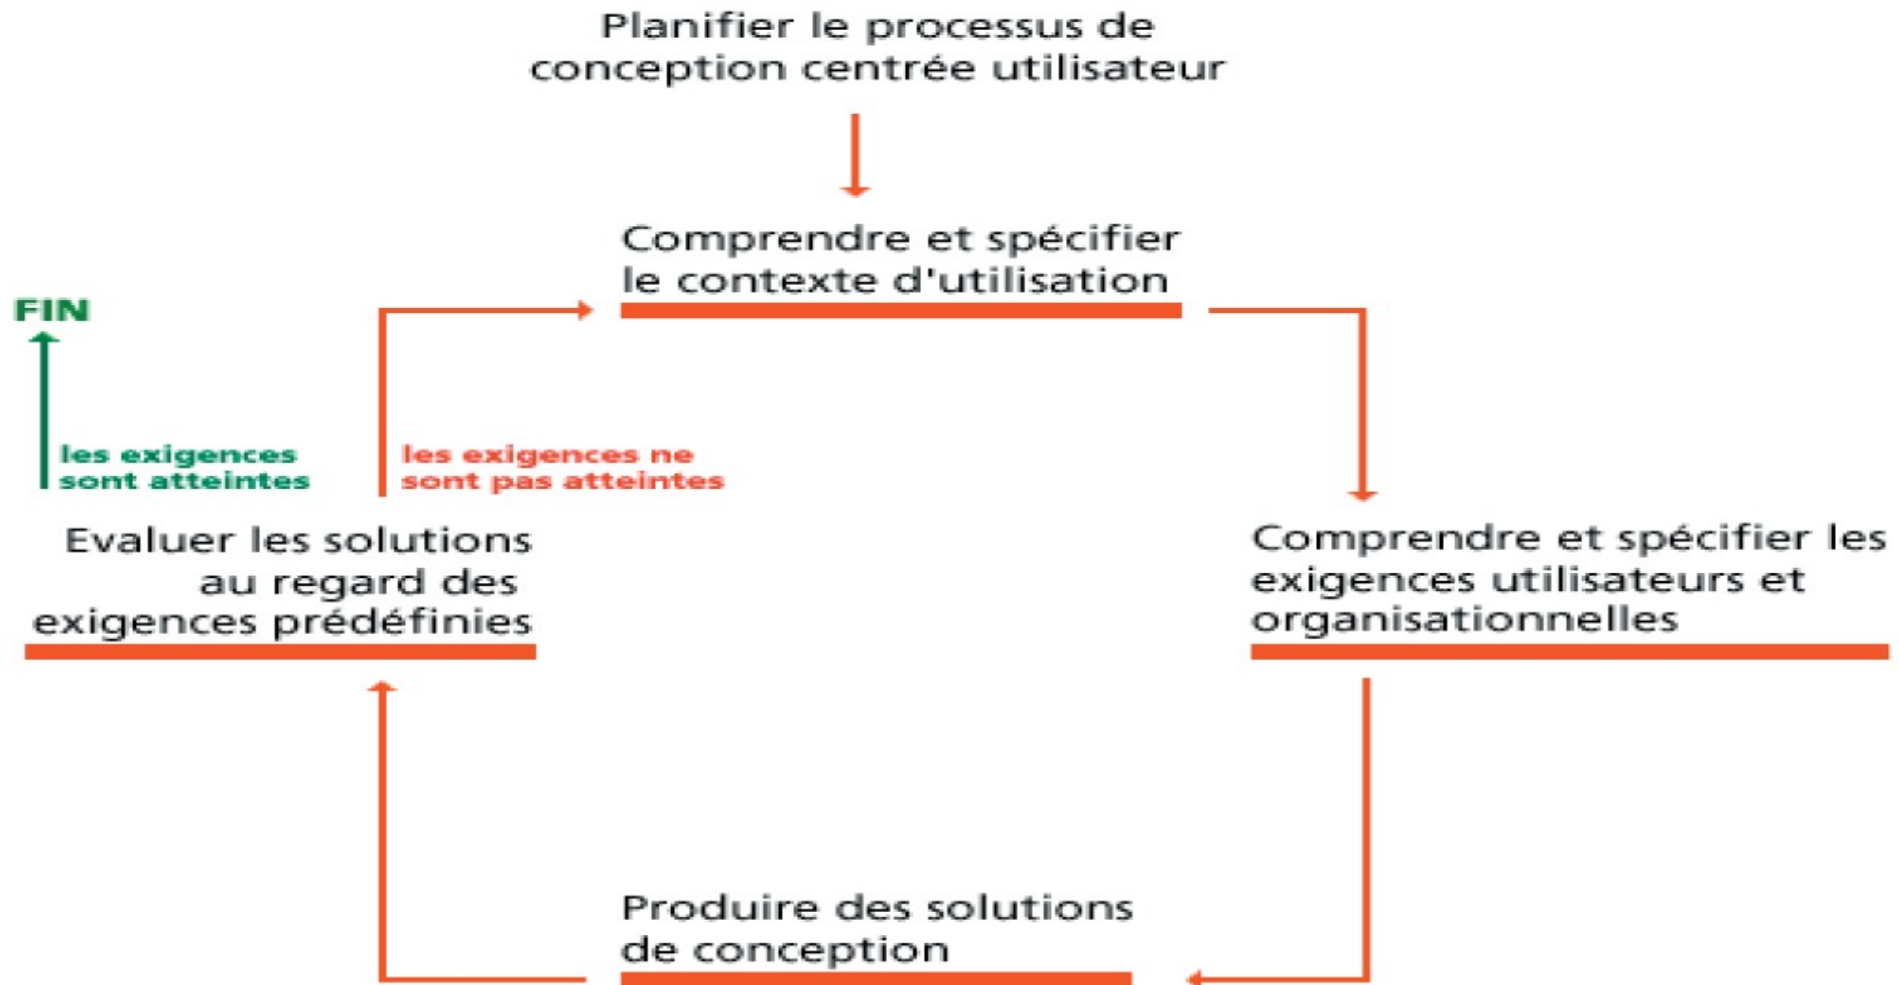 Planifier le processus de
conception centrée utilisateur
Comprendre et spécifier
le contexte d'utilisation
FIN
les exigences
sont atteintes
les exigences ne
sont pas atteintes
Evaluer les solutions
au regard des
exigences prédéfinies
Comprendre et spécifier les
exigences utilisateurs et
organisationnelles
Produire des solutions
de conception